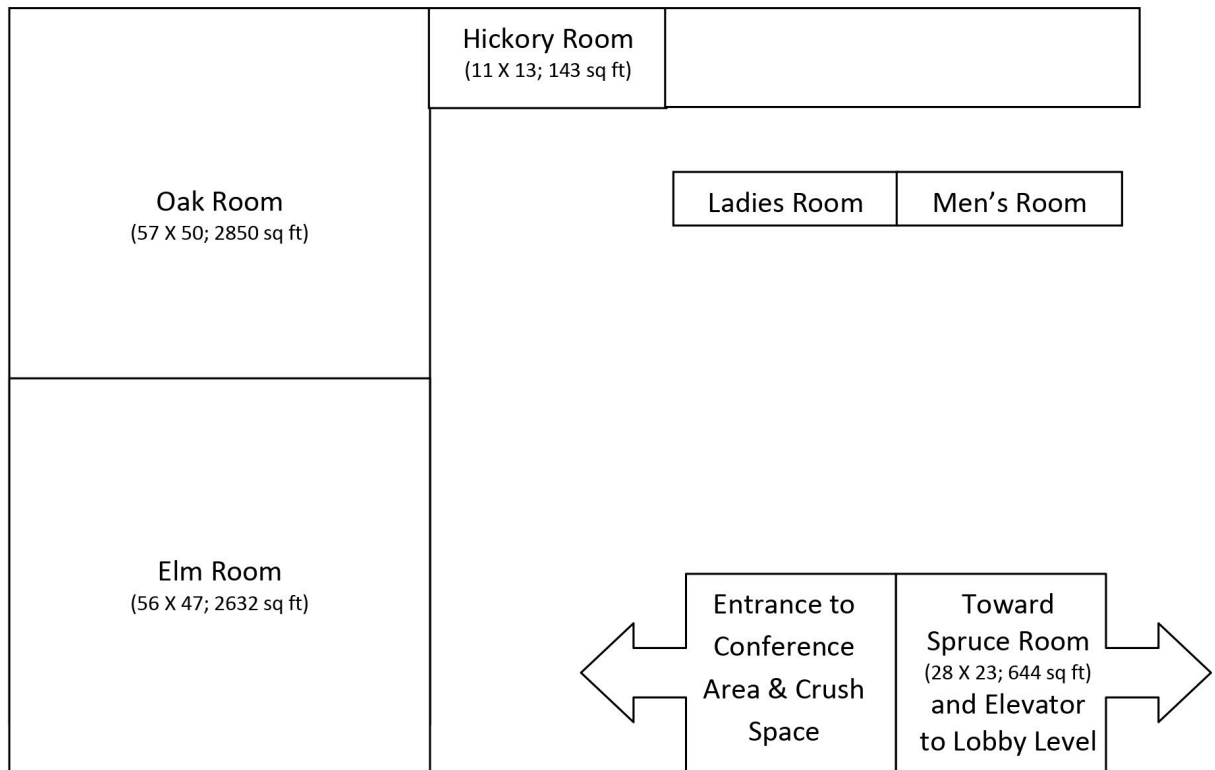 Hickory Room
(11 X 13; 143 sq ft)
Oak Room
(57 X 50; 2850 sq ft)
Ladies Room
Men’s Room
Elm Room
(56 X 47; 2632 sq ft)
Entrance to
Conference
Area & Crush
Space
Toward
Spruce Room
(28 X 23; 644 sq ft)
and Elevator
to Lobby Level